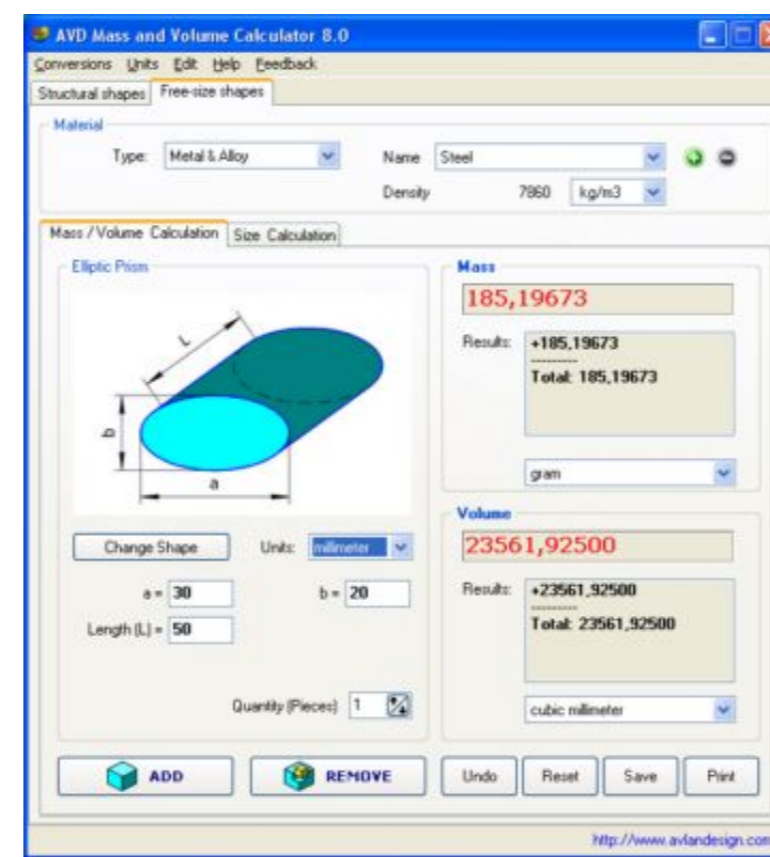 AVD Mass and Volume Calculator 8.0
Conversions Units Edit Help Feedback
Structural shapes Free-size shapes
Material
Type: Metal & Alloy Name Steel
Density 7860 kg/m3
Mass / Volume Calculation Size Calculation
Elliptic Prism
L
b
a
Change Shape Units: millimeter
a = 30 b = 20
Length (L) = 50
Quantity (Pieces) 1
Mass
185,19673
Results: +185,19673
----------
Total: 185,19673
gram
Volume
23561,92500
Results: +23561,92500
----------
Total: 23561,92500
cubic millimeter
ADD REMOVE Undo Reset Save Print
http://www.avlandesign.com